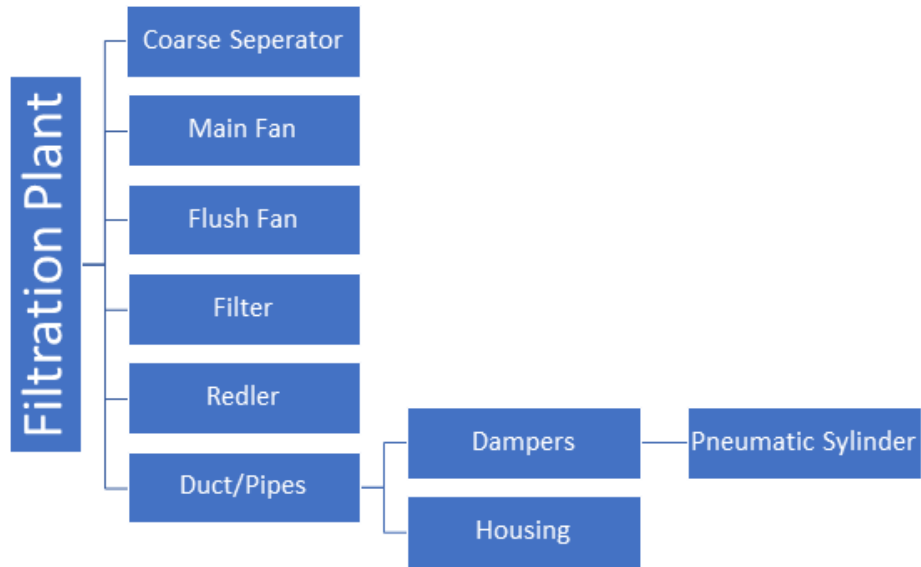 Filtration Plant
Coarse Seperator
Main Fan
Flush Fan
Filter
Redler
Duct/Pipes
Dampers
Housing
Pneumatic Sylinder